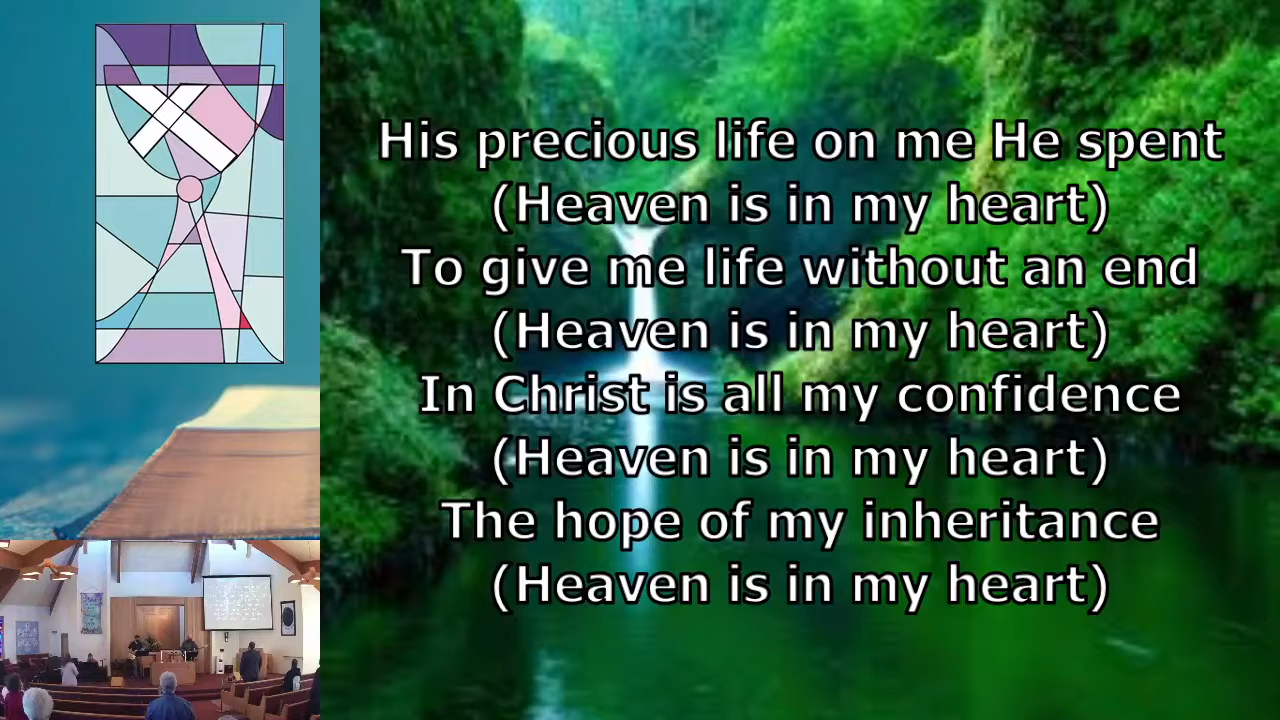 His precious life on me He spent
(Heaven is in my heart)
To give me life without an end
(Heaven is in my heart)
In Christ is all my confidence
(Heaven is in my heart)
The hope of my inheritance
(Heaven is in my heart)